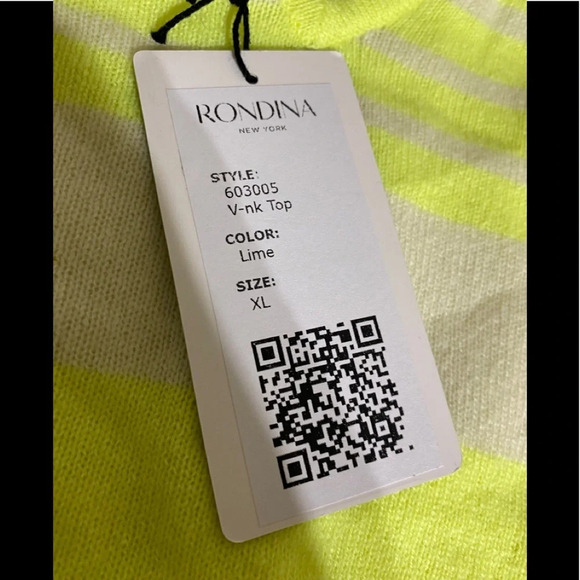 RONDINA
NEW YORK
STYLE:
603005
V-nk Top
COLOR:
Lime
SIZE:
XL